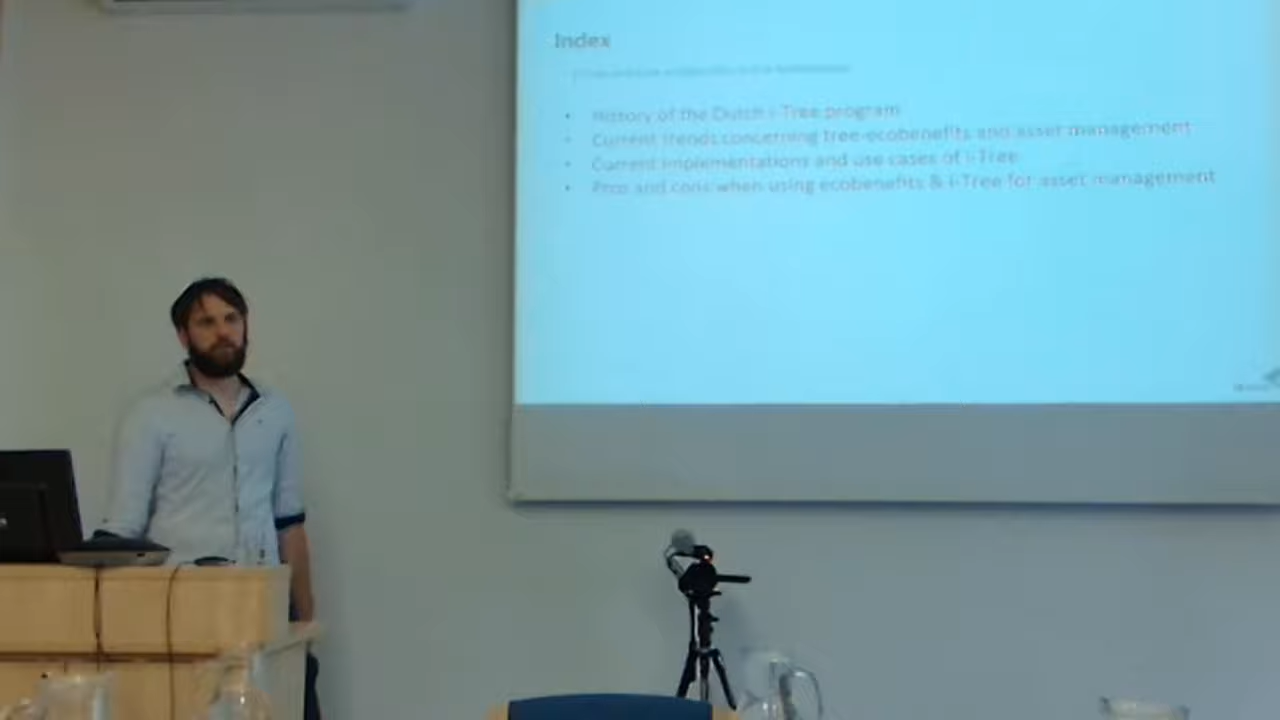 Index
• History of the Dutch i-Tree program
• Current trends concerning tree-ecobenefits and asset management
• Current implementations and use cases of i-Tree
• Pros and cons when using ecobenefits & i-Tree for asset management